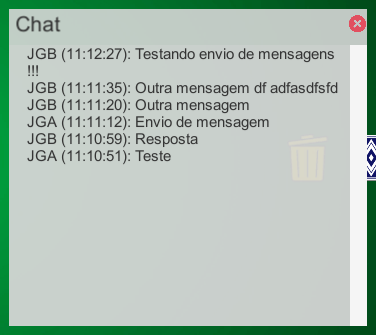 Chat
JGB (11:12:27): Testando envio de mensagens
!!!
JGB (11:11:35): Outra mensagem df adfasdfsfd
JGB (11:11:20): Outra mensagem
JGA (11:11:12): Envio de mensagem
JGB (11:10:59): Resposta
JGA (11:10:51): Teste